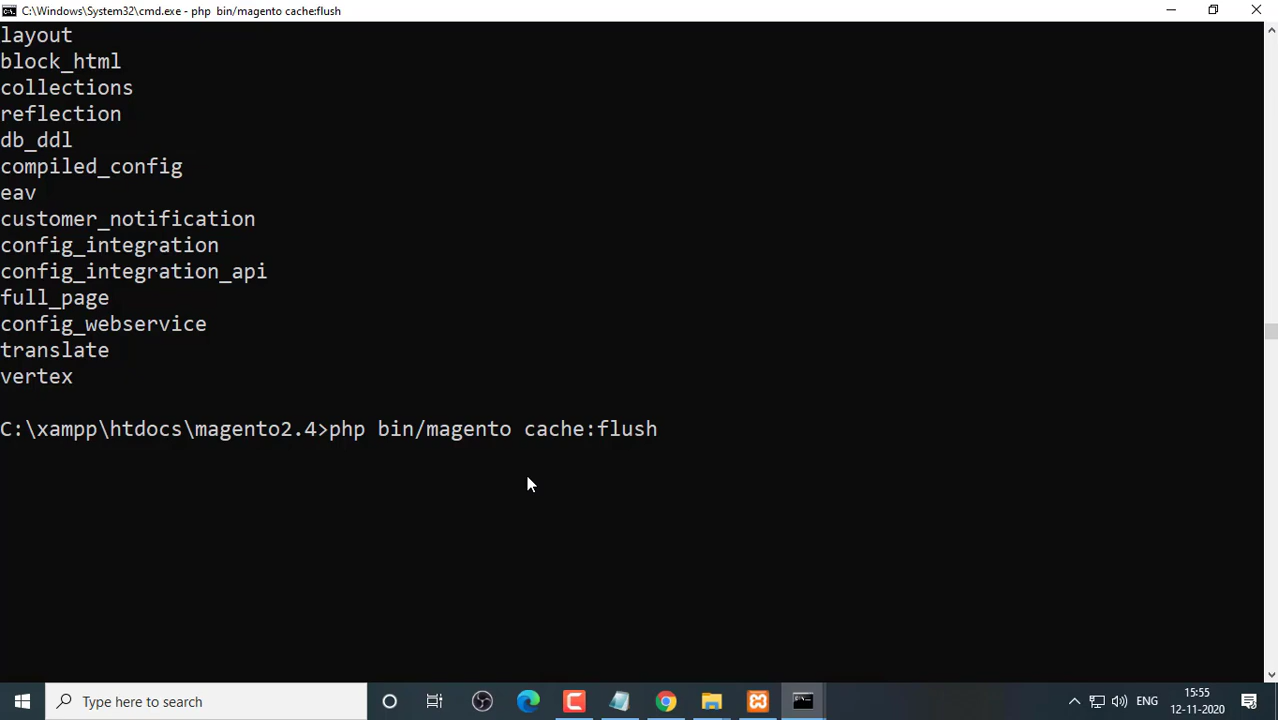 C:\Windows\System32\cmd.exe - php  bin/magento cache:flush
layout
block_html
collections
reflection
db_ddl
compiled_config
eav
customer_notification
config_integration
config_integration_api
full_page
config_webservice
translate
vertex
C:\xampp\htdocs\magento2.4>php bin/magento cache:flush
Type here to search
ENG
15:55
12-11-2020